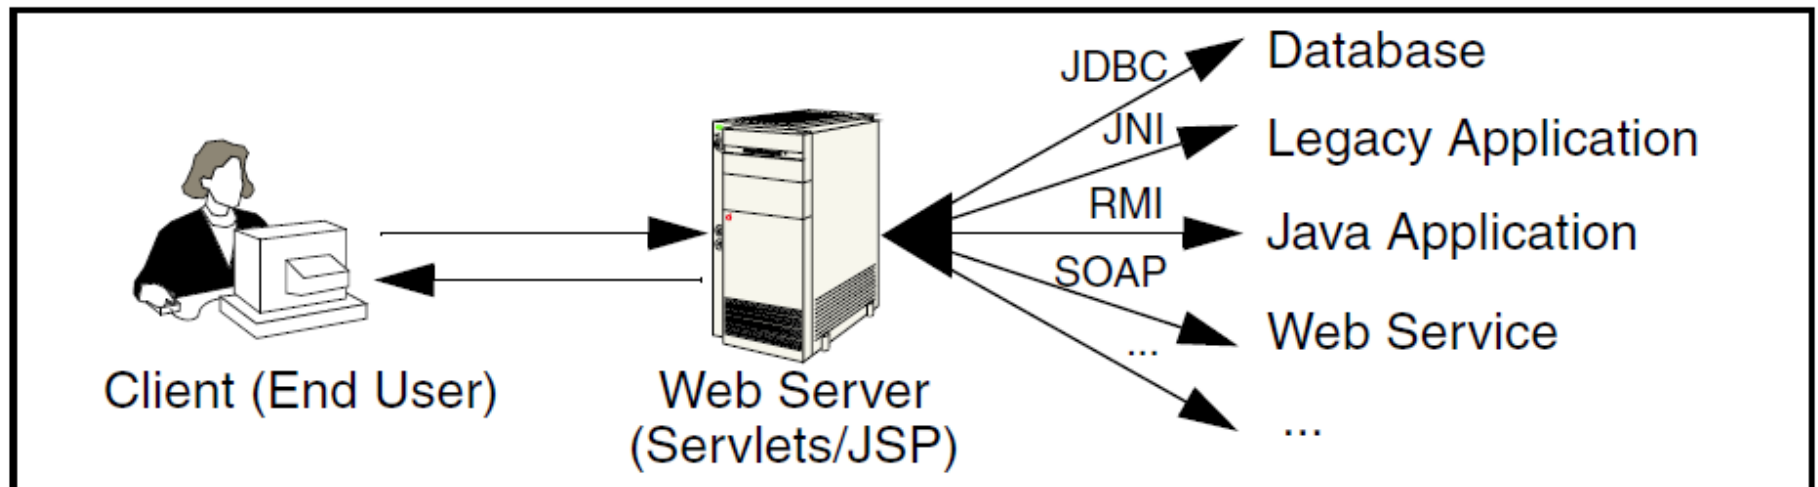 JDBC
Database
JNI
Legacy Application
RMI
Java Application
SOAP
Web Service
...
...
Client (End User)
Web Server
(Servlets/JSP)